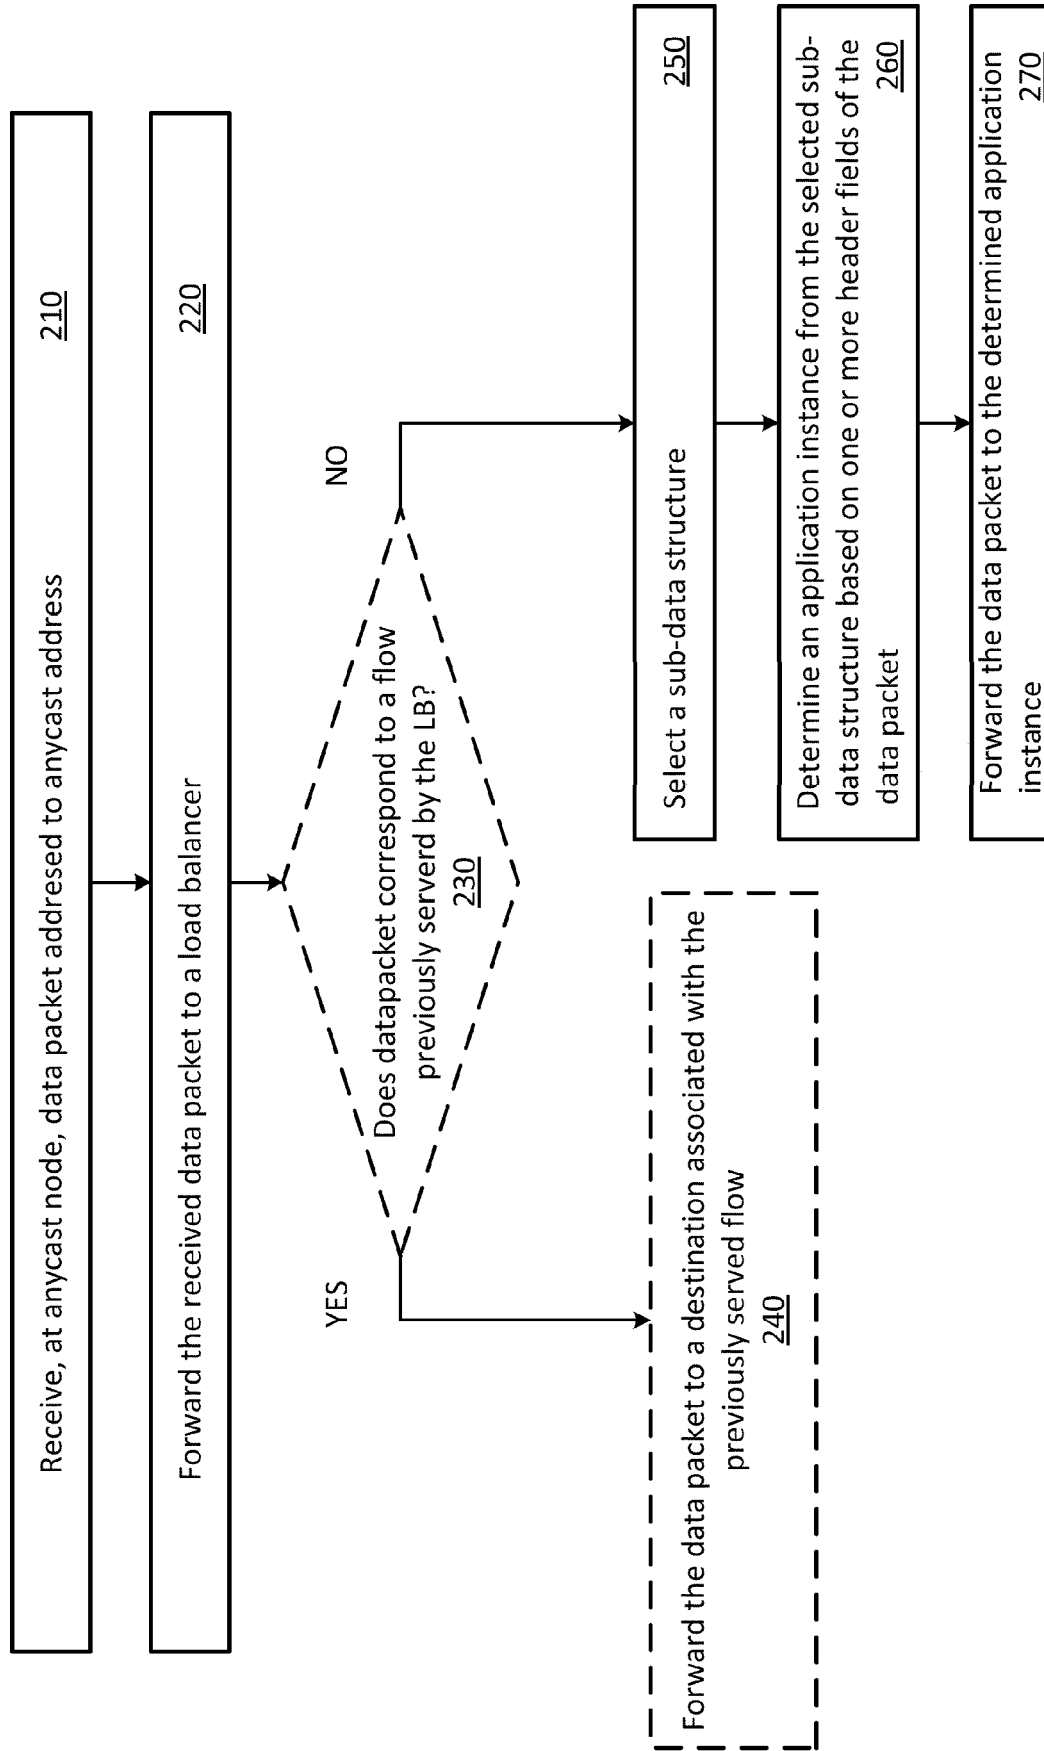 Receive, at anycast node, data packet addresed to anycast address
210
Forward the received data packet to a load balancer
220
Does datapacket correspond to a flow
previously serverd by the LB?
230
YES
NO
Forward the data packet to a destination associated with the
previously served flow
240
Select a sub-data structure
250
Determine an application instance from the selected sub-
data structure based on one or more header fields of the
data packet
260
Forward the data packet to the determined application
instance
270